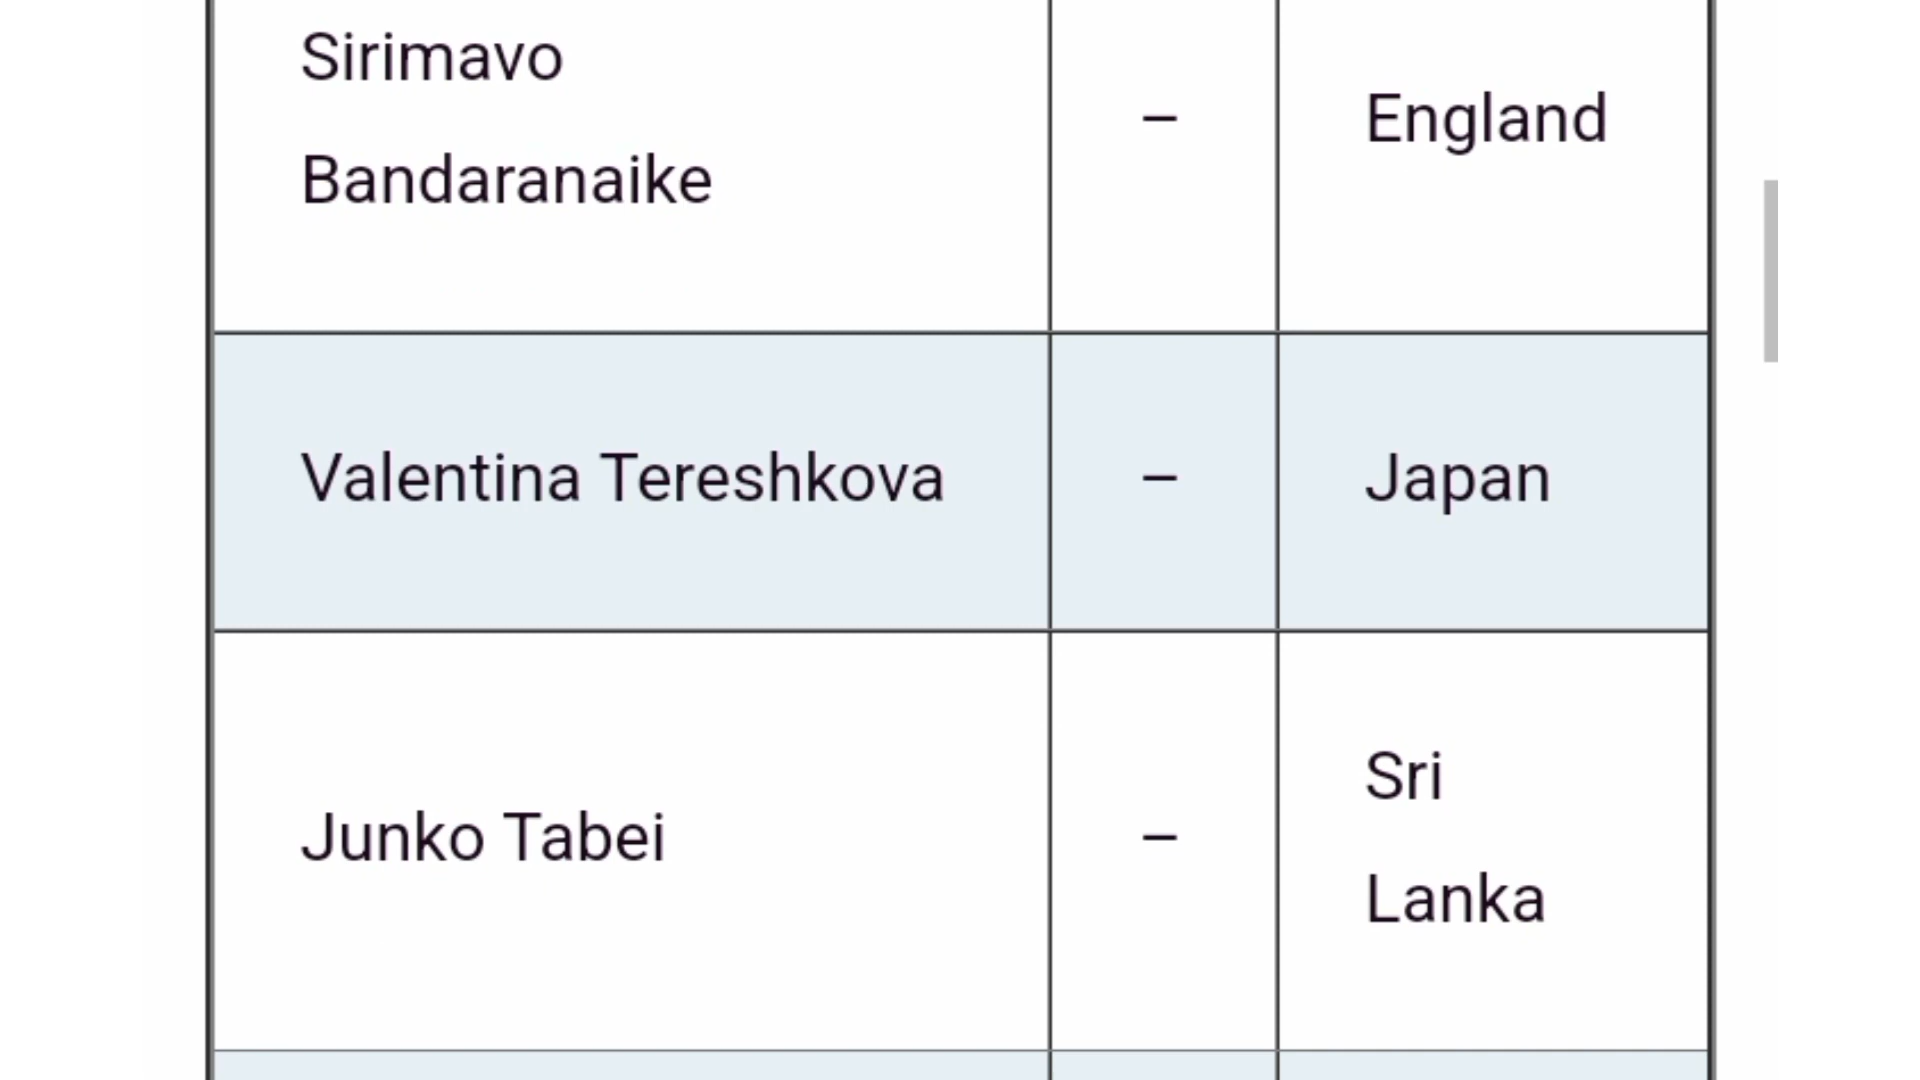 Sirimavo
Bandaranaike
–
England
Valentina Tereshkova – Japan
Junko Tabei
–
Sri
Lanka